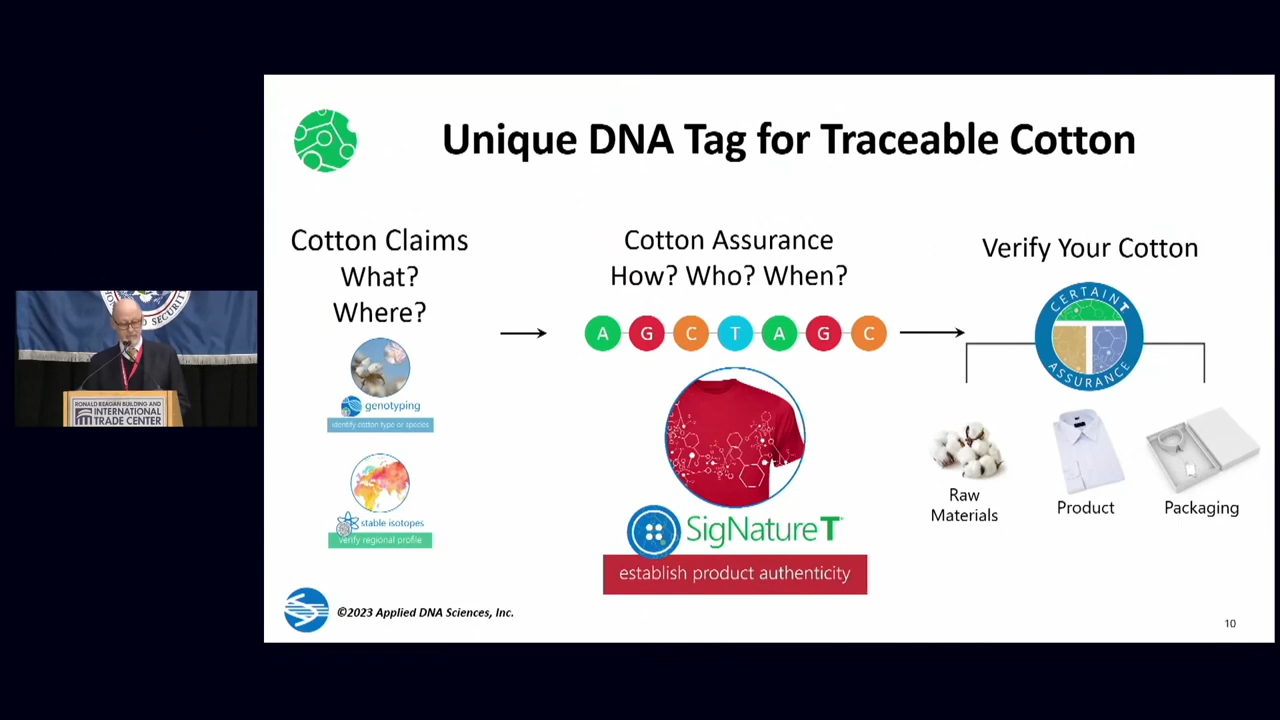 Unique DNA Tag for Traceable Cotton
Cotton Claims
What?
Where?
genotyping
identify cotton type or species
stable isotopes
verify regional profile
Cotton Assurance
How? Who? When?
A G C T A G C
SigNature T
establish product authenticity
Verify Your Cotton
CERTAINT
ASSURANCE
Raw
Materials
Product
Packaging
©2023 Applied DNA Sciences, Inc.
10
RONALD REAGAN BUILDING AND
INTERNATIONAL
TRADE CENTER
SECURITY